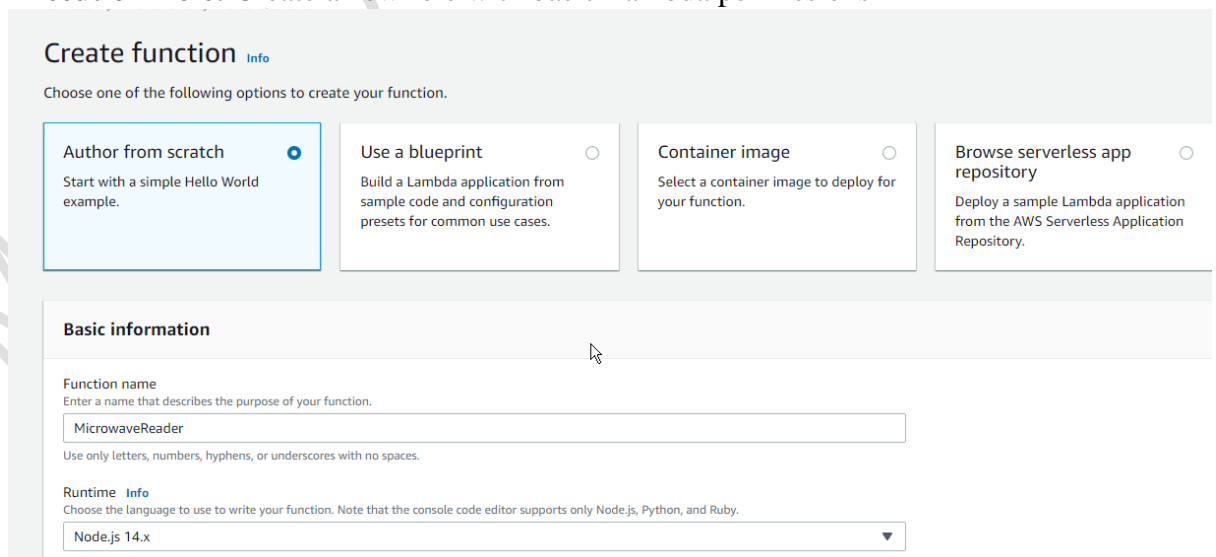 Create function Info
Choose one of the following options to create your function.
Author from scratch
Start with a simple Hello World
example.
Use a blueprint
Build a Lambda application from
sample code and configuration
presets for common use cases.
Container image
Select a container image to deploy for
your function.
Browse serverless app
repository
Deploy a sample Lambda application
from the AWS Serverless Application
Repository.
Basic information
Function name
Enter a name that describes the purpose of your function.
MicrowaveReader
Use only letters, numbers, hyphens, or underscores with no spaces.
Runtime Info
Choose the language to use to write your function. Note that the console code editor supports only Node.js, Python, and Ruby.
Node.js 14.x